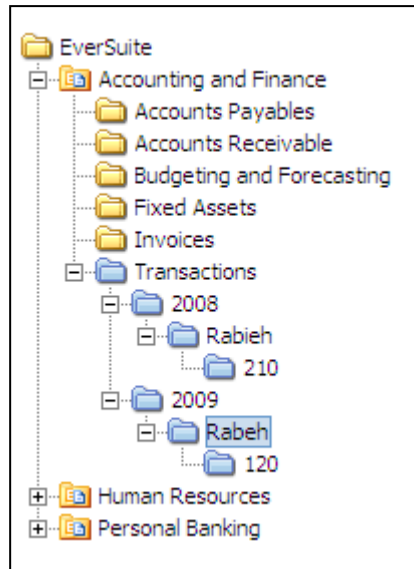 EverSuite
Accounting and Finance
Accounts Payables
Accounts Receivable
Budgeting and Forecasting
Fixed Assets
Invoices
Transactions
2008
Rabieh
210
2009
Rabeh
120
Human Resources
Personal Banking